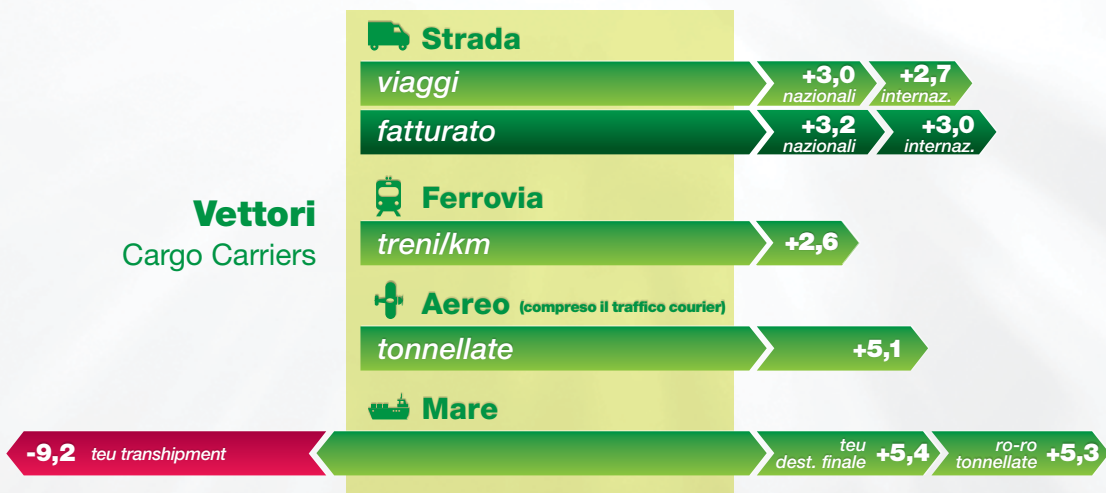 Strada
viaggi
+3,0
nazionali
+2,7
internaz.
fatturato
+3,2
nazionali
+3,0
internaz.
Vettori
Cargo Carriers
Ferrovia
treni/km
+2,6
Aereo (compreso il traffico courier)
tonnellate
+5,1
Mare
-9,2 teu transhipment
teu
dest. finale +5,4
ro-ro
tonnellate +5,3